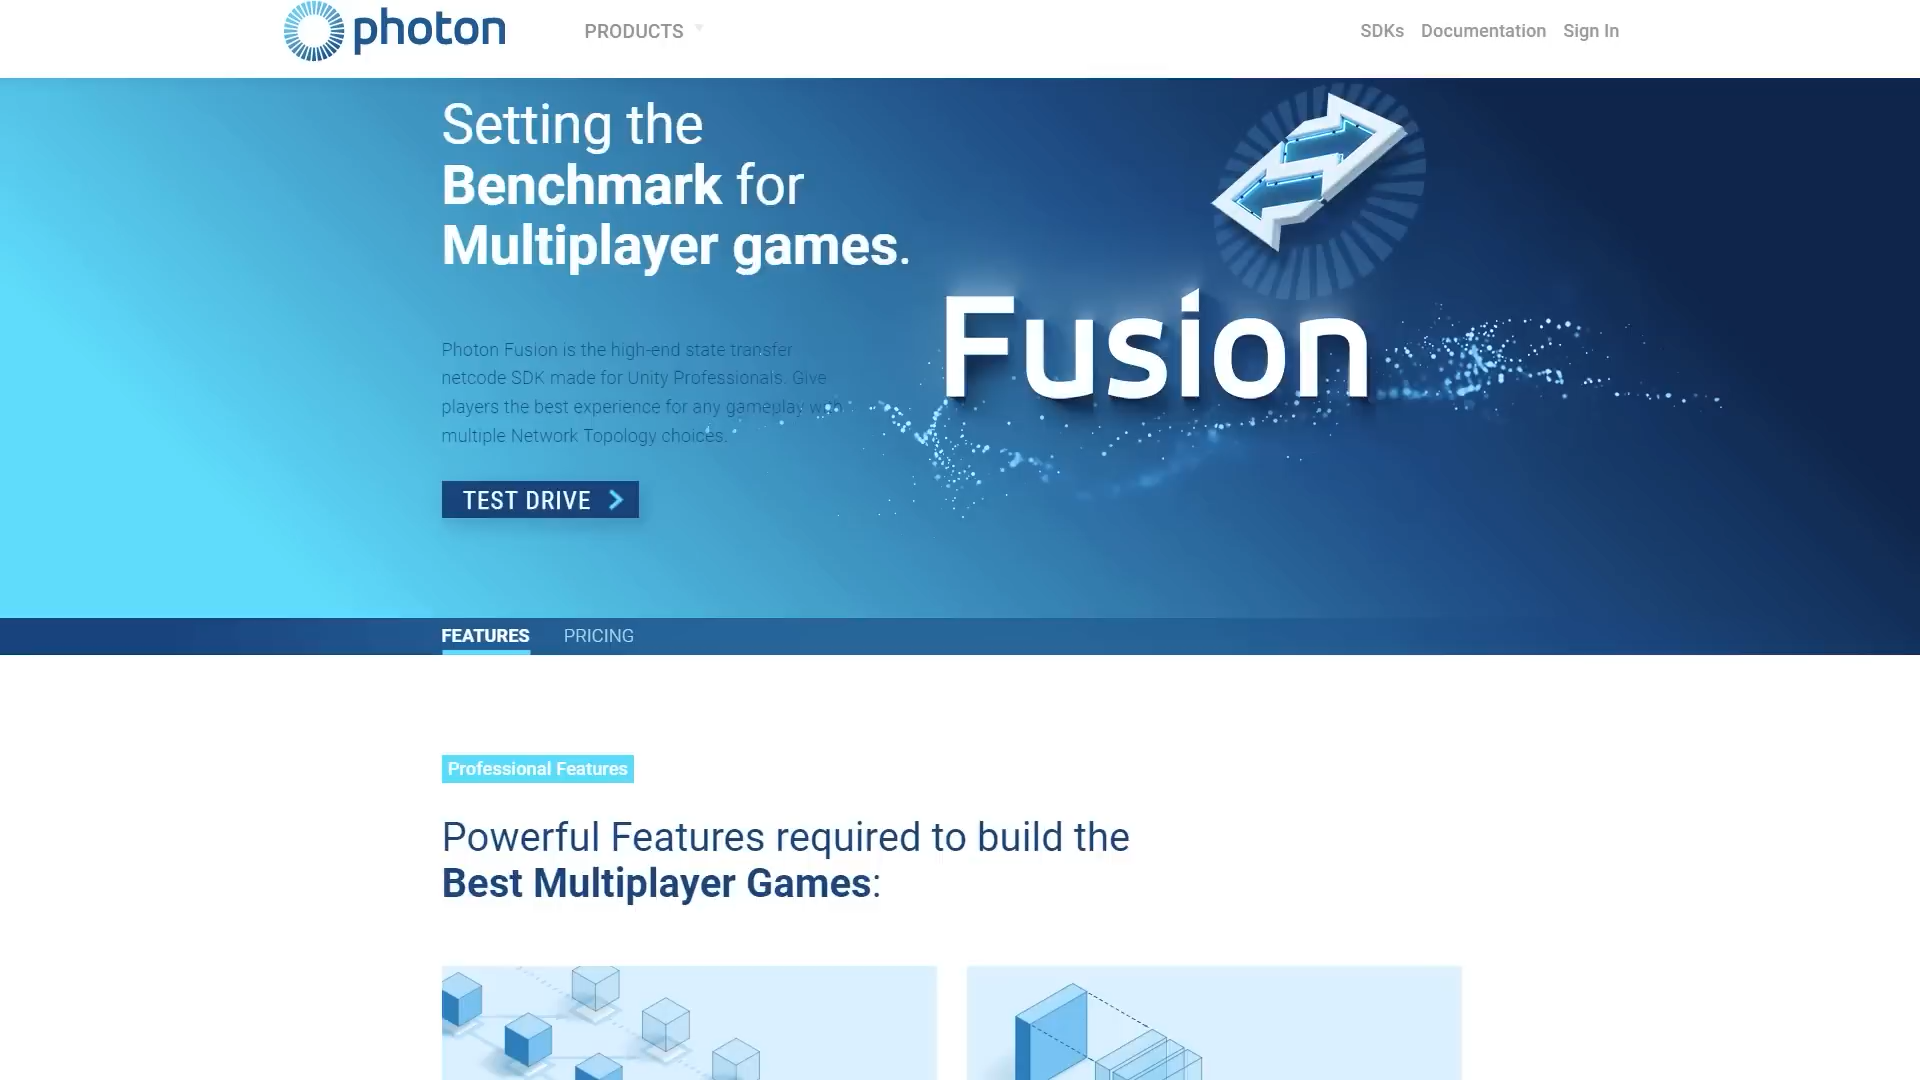 photon
PRODUCTS
SDKs
Documentation
Sign In
Setting the
Benchmark for
Multiplayer games.
Fusion
Photon Fusion is the high-end state transfer
netcode SDK made for Unity Professionals. Give
players the best experience for any gameplay with
multiple Network Topology choices.
TEST DRIVE
FEATURES
PRICING
Professional Features
Powerful Features required to build the
Best Multiplayer Games: